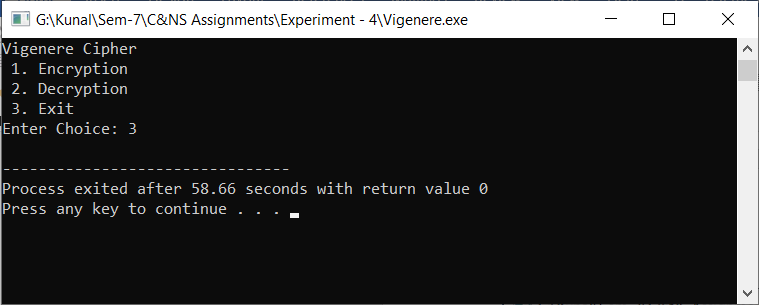 G:\Kunal\Sem-7\C&NS Assignments\Experiment - 4\Vigenere.exe
Vigenere Cipher
1. Encryption
2. Decryption
3. Exit
Enter Choice: 3
--------------------------------
Process exited after 58.66 seconds with return value 0
Press any key to continue . . .